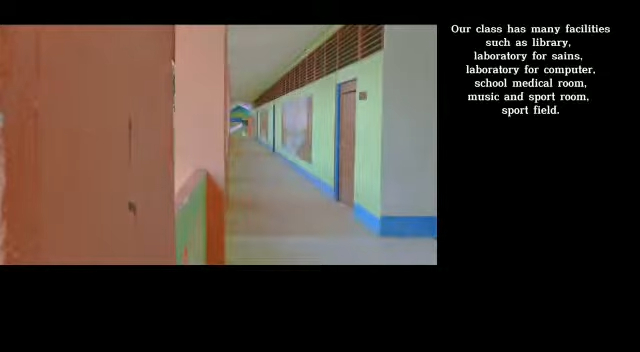 Our class has many facilities
such as library,
laboratory for sains,
laboratory for computer,
school medical room,
music and sport room,
sport field.